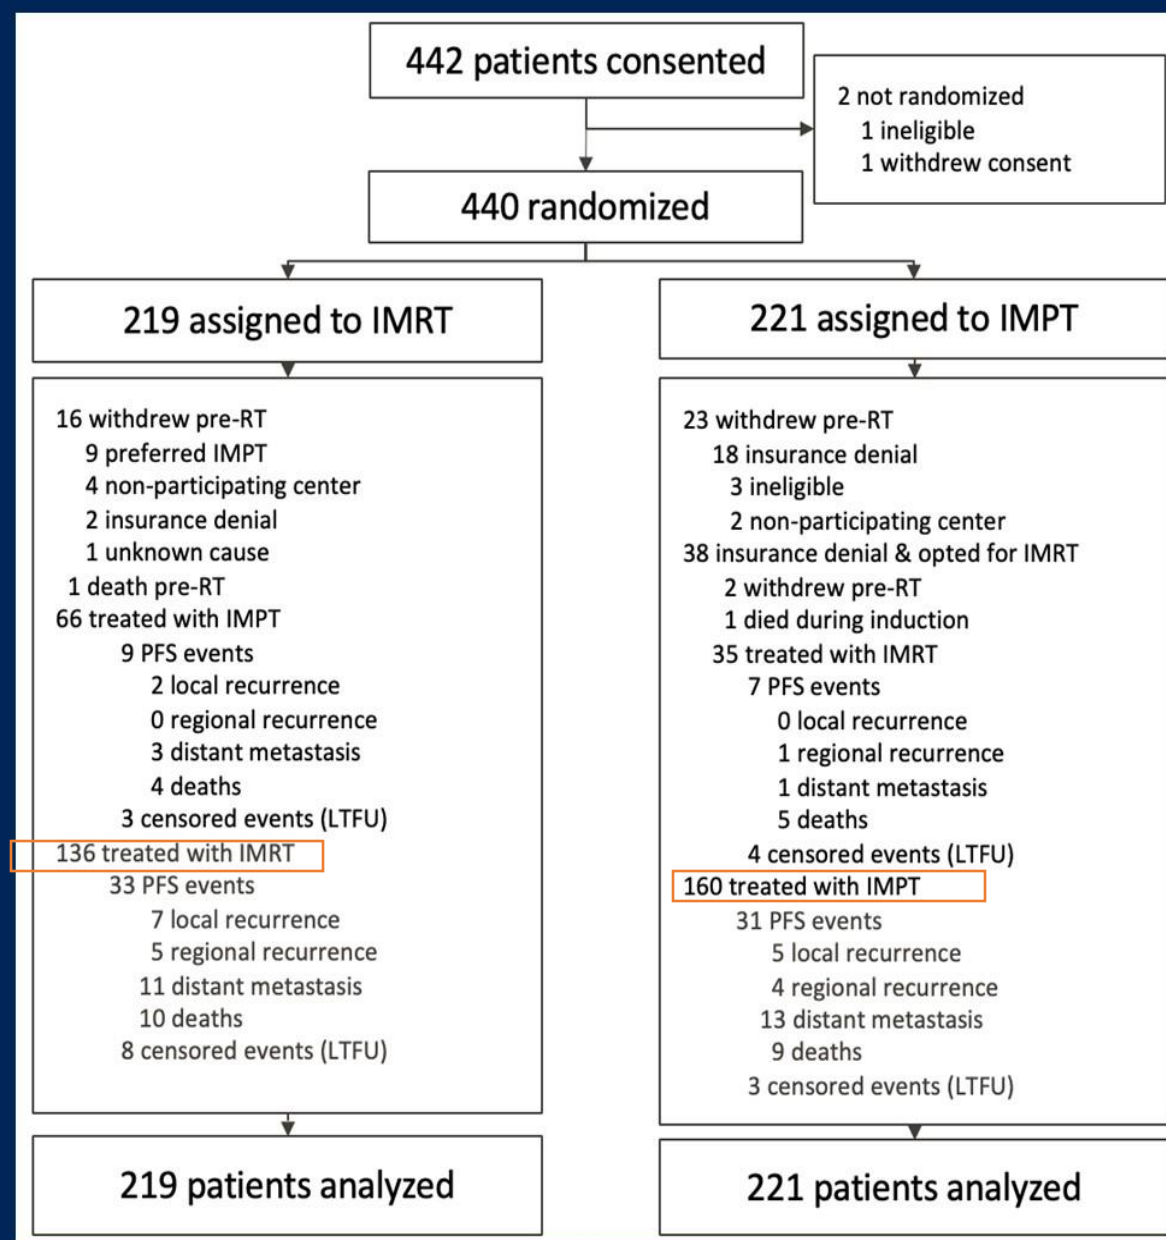 442 patients consented
2 not randomized
1 ineligible
1 withdrew consent
440 randomized
219 assigned to IMRT
16 withdrew pre-RT
9 preferred IMPT
4 non-participating center
2 insurance denial
1 unknown cause
1 death pre-RT
66 treated with IMPT
9 PFS events
2 local recurrence
0 regional recurrence
3 distant metastasis
4 deaths
3 censored events (LTFU)
136 treated with IMRT
33 PFS events
7 local recurrence
5 regional recurrence
11 distant metastasis
10 deaths
8 censored events (LTFU)
219 patients analyzed
221 assigned to IMPT
23 withdrew pre-RT
18 insurance denial
3 ineligible
2 non-participating center
38 insurance denial & opted for IMRT
2 withdrew pre-RT
1 died during induction
35 treated with IMRT
7 PFS events
0 local recurrence
1 regional recurrence
1 distant metastasis
5 deaths
4 censored events (LTFU)
160 treated with IMPT
31 PFS events
5 local recurrence
4 regional recurrence
13 distant metastasis
9 deaths
3 censored events (LTFU)
221 patients analyzed